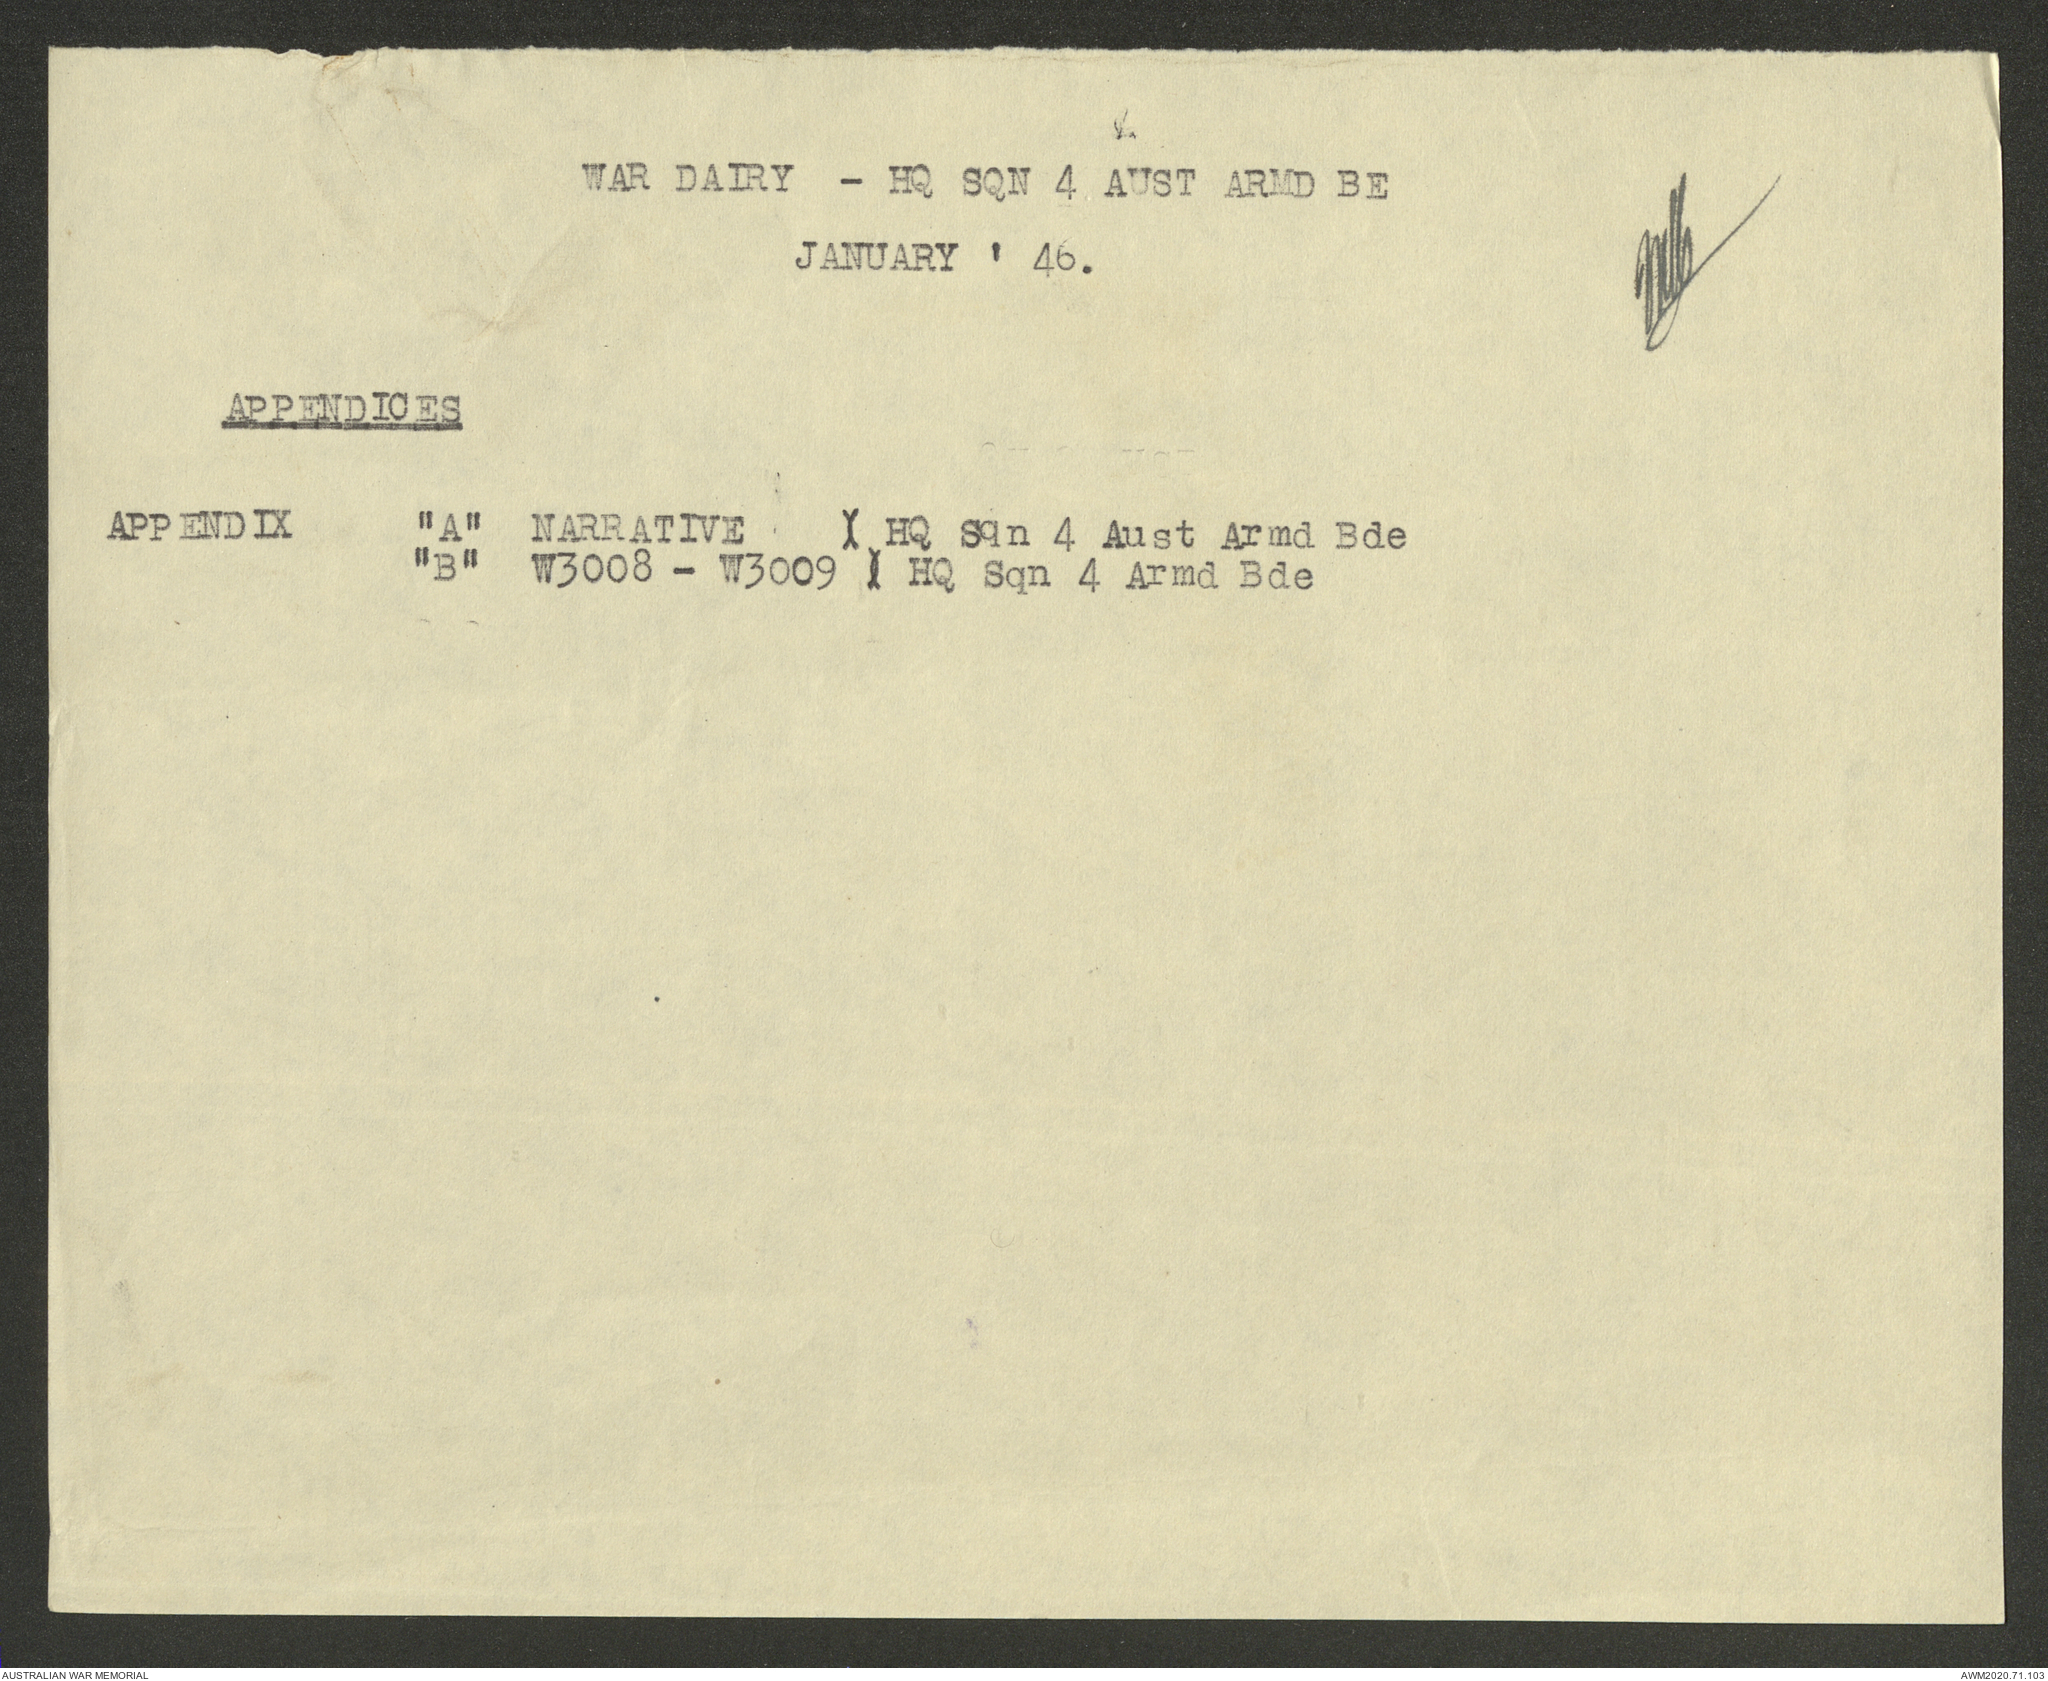 WAR DAIRY - HQ SQN 4 AUST ARMD BE
JANUARY ' 46.
APPENDICES
APPENDIX "A" NARRATIVE HQ Sqn 4 Aust Armd Bde
"B" W3008 - W3009 HQ Sqn 4 Armd Bde
AUSTRALIAN WAR MEMORIAL
AWM2020.71.103